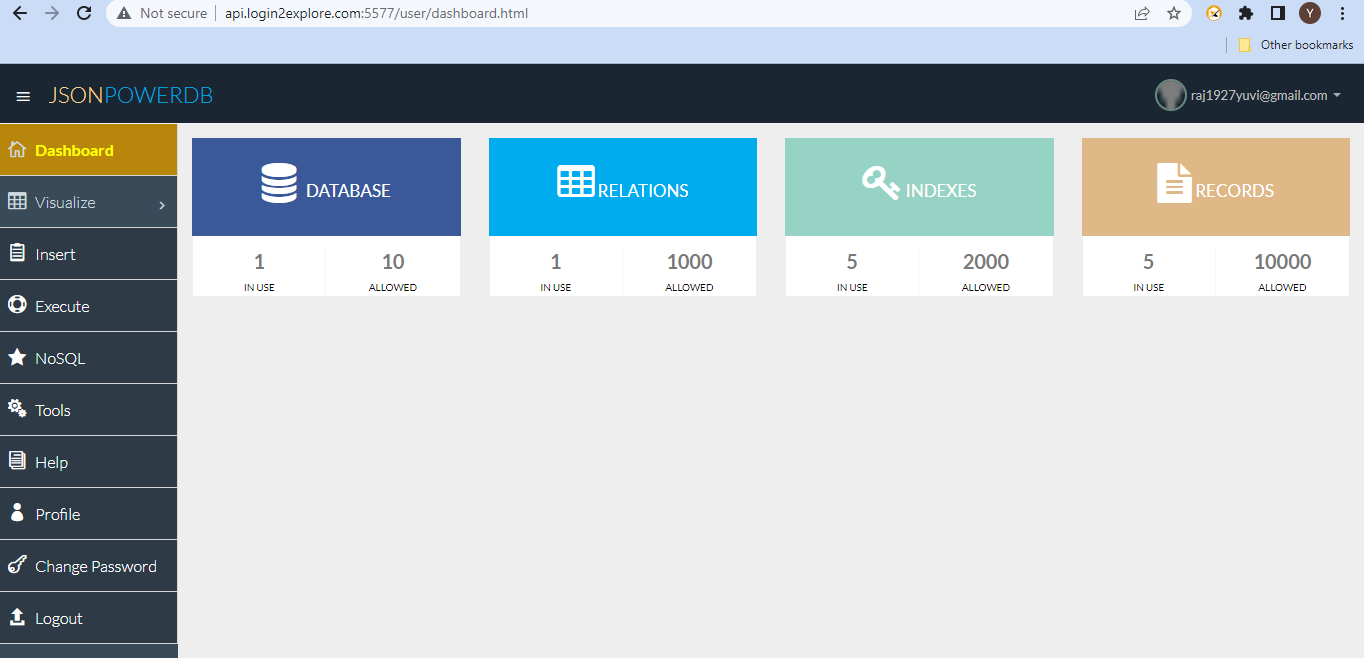 Not secure api.login2explore.com:5577/user/dashboard.html
Y
Other bookmarks
JSONPOWERDB
raj1927yuvi@gmail.com
Dashboard
Visualize
Insert
Execute
NoSQL
Tools
Help
Profile
Change Password
Logout
DATABASE
1 10
IN USE ALLOWED
RELATIONS
1 1000
IN USE ALLOWED
INDEXES
5 2000
IN USE ALLOWED
RECORDS
5 10000
IN USE ALLOWED